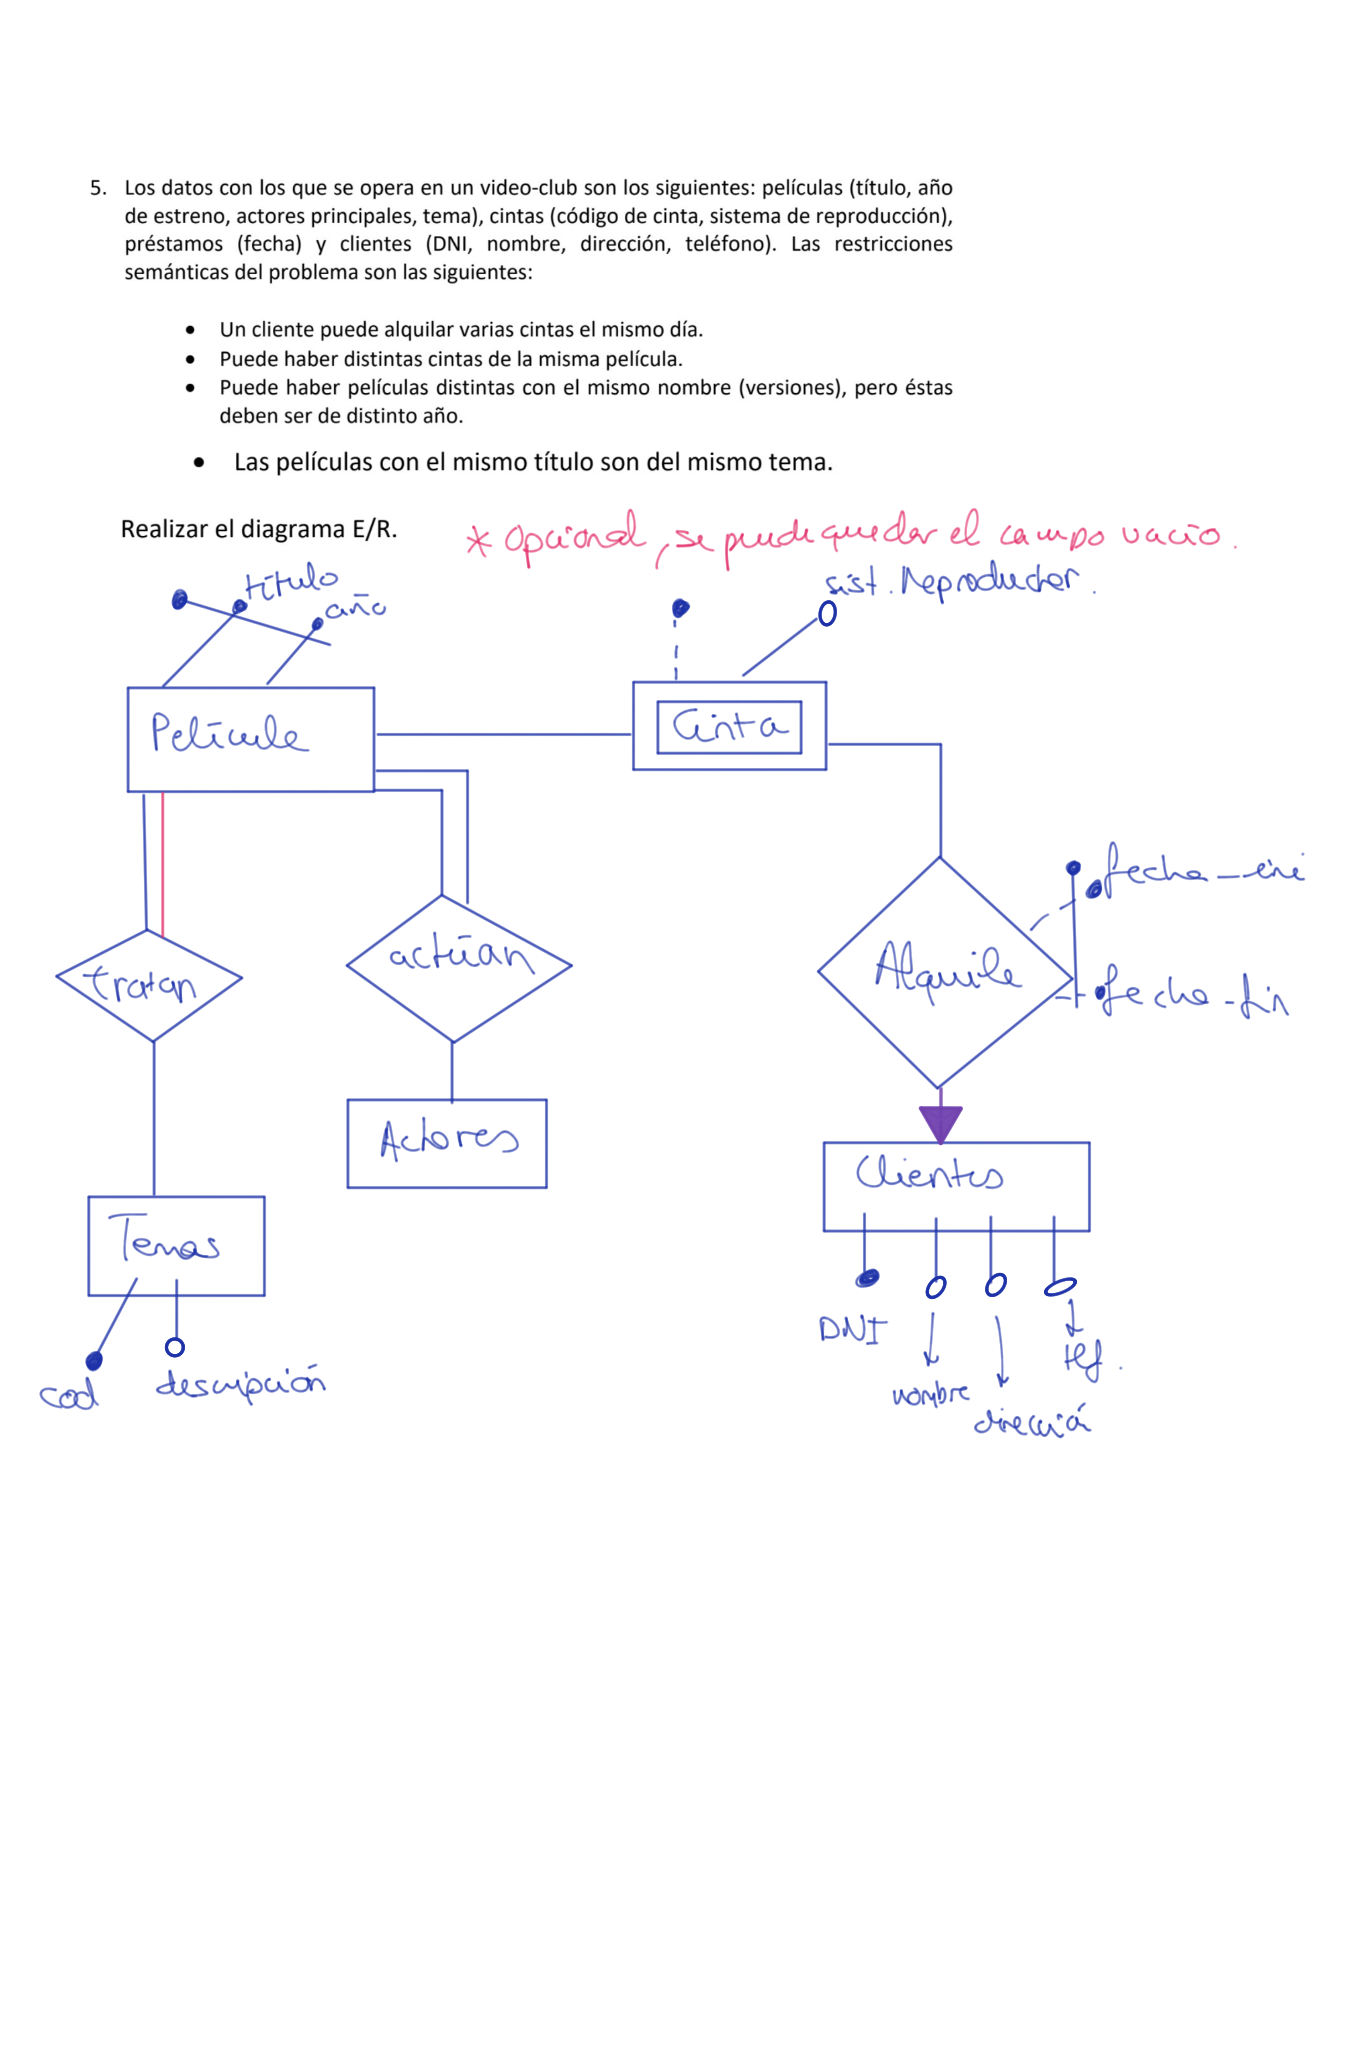 5. Los datos con los que se opera en un video-club son los siguientes: películas (título, año
de estreno, actores principales, tema), cintas (código de cinta, sistema de reproducción),
préstamos (fecha) y clientes (DNI, nombre, dirección, teléfono). Las restricciones
semánticas del problema son las siguientes:
• Un cliente puede alquilar varias cintas el mismo día.
• Puede haber distintas cintas de la misma película.
• Puede haber películas distintas con el mismo nombre (versiones), pero éstas
deben ser de distinto año.
• Las películas con el mismo título son del mismo tema.
Realizar el diagrama E/R.
* Opcional, se puede quedar el campo vacío.
título
año
sist. Reproductor.
Película
Cinta
fecha_ini
Alquile
fecha-fin
tratan
actúan
Actores
Clientes
Temas
DNI
nombre
dirección
tlf.
cod
descripción